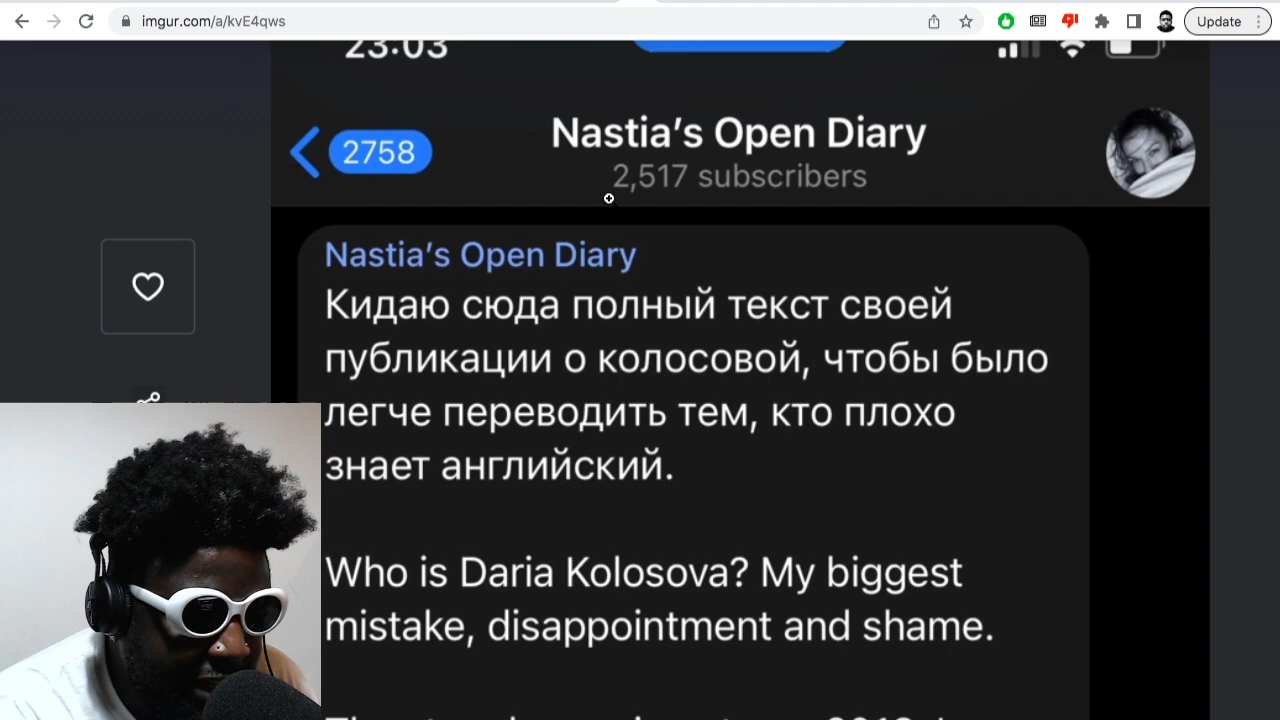 imgur.com/a/kvE4qws
Update
23:03
2758
Nastia's Open Diary
2,517 subscribers
Nastia's Open Diary
Кидаю сюда полный текст своей
публикации о колосовой, чтобы было
легче переводить тем, кто плохо
знает английский.
Who is Daria Kolosova? My biggest
mistake, disappointment and shame.